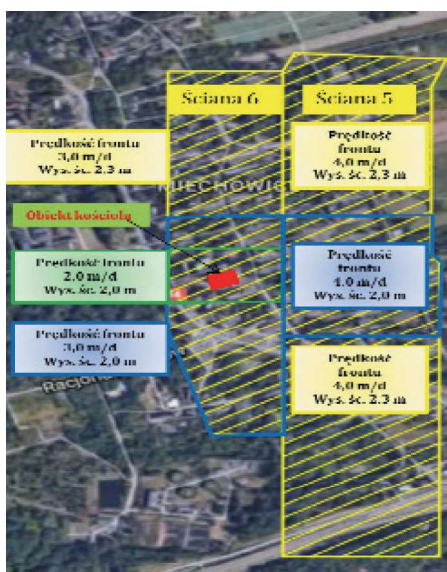 Ściana 6
Ściana 5
Prędkość frontu
3,0 m/d
Wys. śc. 2,3 m
Prędkość
frontu
4,0 m/d
Wys. śc. 2,3 m
MIECHOWIC
Obiekt kościoła
Prędkość frontu
2,0 m/d
Wys. śc. 2,0 m
Prędkość
frontu
4,0 m/d
Wys. śc. 2,0 m
Prędkość frontu
3,0 m/d
Wys. śc. 2,0 m
Prędkość
frontu
4,0 m/d
Wys. śc. 2,3 m